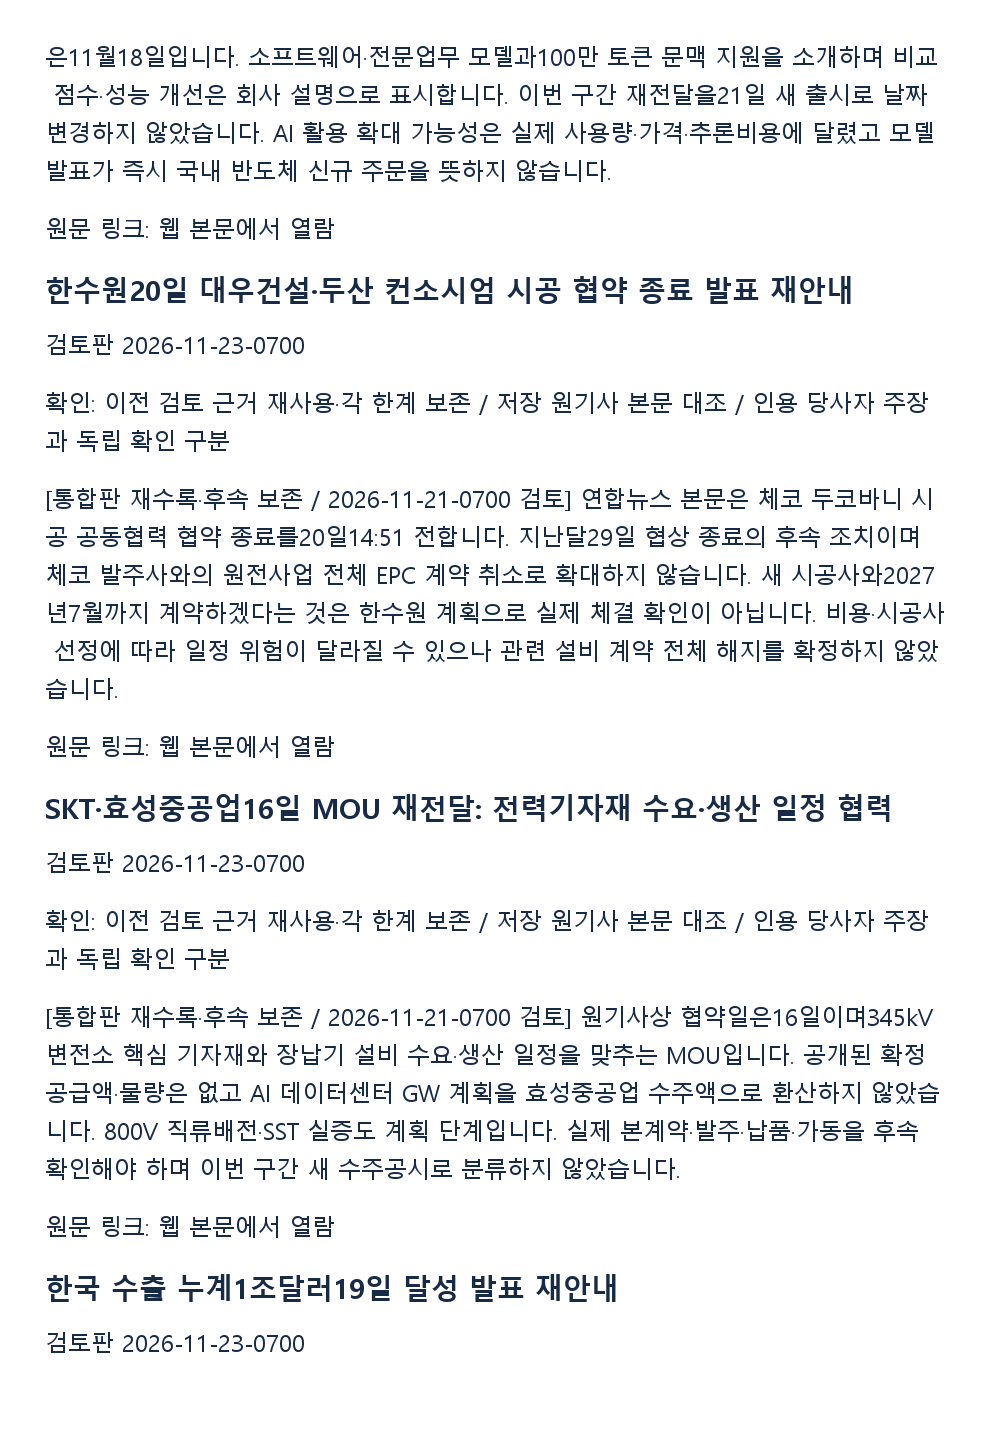 은11월18일입니다. 소프트웨어·전문업무 모델과100만 토큰 문맥 지원을 소개하며 비교
점수·성능 개선은 회사 설명으로 표시합니다. 이번 구간 재전달을21일 새 출시로 날짜
변경하지 않았습니다. AI 활용 확대 가능성은 실제 사용량·가격·추론비용에 달렸고 모델
발표가 즉시 국내 반도체 신규 주문을 뜻하지 않습니다.
원문 링크: 웹 본문에서 열람
한수원20일 대우건설·두산 컨소시엄 시공 협약 종료 발표 재안내
검토판 2026-11-23-0700
확인: 이전 검토 근거 재사용·각 한계 보존 / 저장 원기사 본문 대조 / 인용 당사자 주장
과 독립 확인 구분
[통합판 재수록·후속 보존 / 2026-11-21-0700 검토] 연합뉴스 본문은 체코 두코바니 시
공 공동협력 협약 종료를20일14:51 전합니다. 지난달29일 협상 종료의 후속 조치이며
체코 발주사와의 원전사업 전체 EPC 계약 취소로 확대하지 않습니다. 새 시공사와2027
년7월까지 계약하겠다는 것은 한수원 계획으로 실제 체결 확인이 아닙니다. 비용·시공사
선정에 따라 일정 위험이 달라질 수 있으나 관련 설비 계약 전체 해지를 확정하지 않았
습니다.
원문 링크: 웹 본문에서 열람
SKT·효성중공업16일 MOU 재전달: 전력기자재 수요·생산 일정 협력
검토판 2026-11-23-0700
확인: 이전 검토 근거 재사용·각 한계 보존 / 저장 원기사 본문 대조 / 인용 당사자 주장
과 독립 확인 구분
[통합판 재수록·후속 보존 / 2026-11-21-0700 검토] 원기사상 협약일은16일이며345kV
변전소 핵심 기자재와 장납기 설비 수요·생산 일정을 맞추는 MOU입니다. 공개된 확정
공급액·물량은 없고 AI 데이터센터 GW 계획을 효성중공업 수주액으로 환산하지 않았습
니다. 800V 직류배전·SST 실증도 계획 단계입니다. 실제 본계약·발주·납품·가동을 후속
확인해야 하며 이번 구간 새 수주공시로 분류하지 않았습니다.
원문 링크: 웹 본문에서 열람
한국 수출 누계1조달러19일 달성 발표 재안내
검토판 2026-11-23-0700